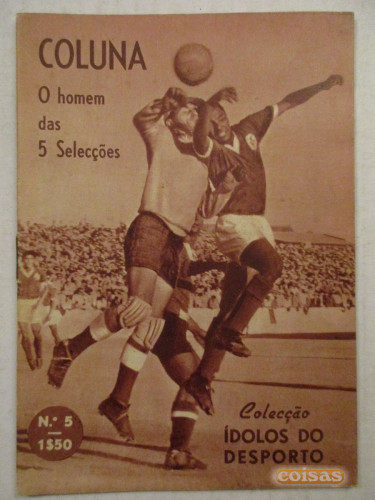 COLUNA
O homem
das
5 Selecções
N.º 5
1$50
Colecção
ÍDOLOS DO
DESPORTO
coisas